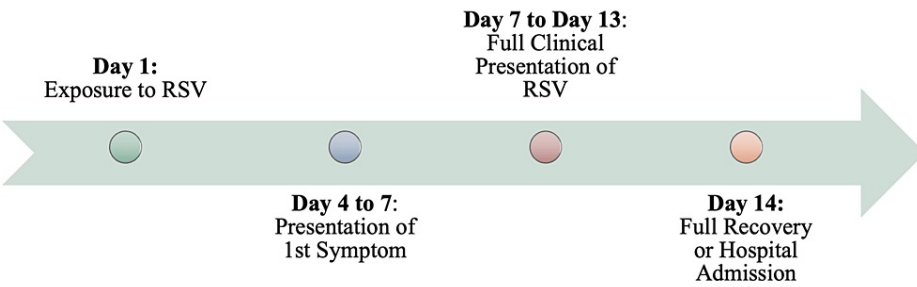 Day 1:
Exposure to RSV
Day 4 to 7:
Presentation of
1st Symptom
Day 7 to Day 13:
Full Clinical
Presentation of
RSV
Day 14:
Full Recovery
or Hospital
Admission